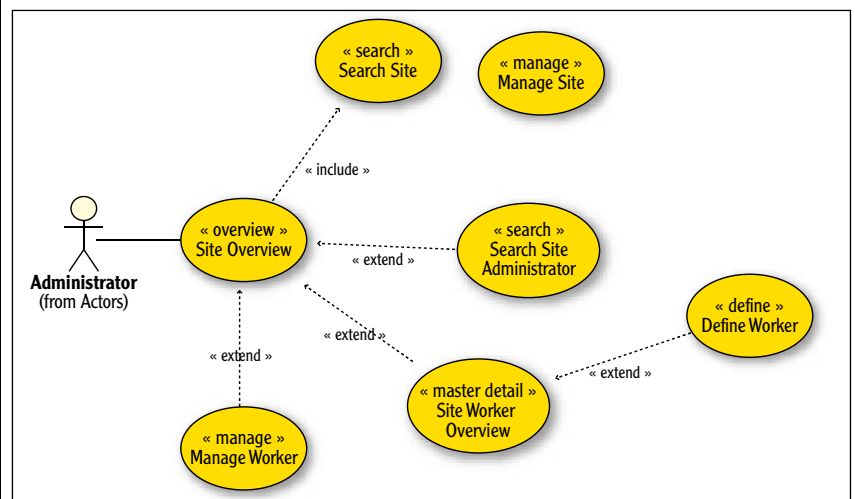 « search »
Search Site
« manage »
Manage Site
« include »
« overview »
Site Overview
« search »
Search Site
Administrator
« extend »
Administrator
(from Actors)
« define »
Define Worker
« extend »
« extend »
« extend »
« master detail »
Site Worker
Overview
« manage »
Manage Worker